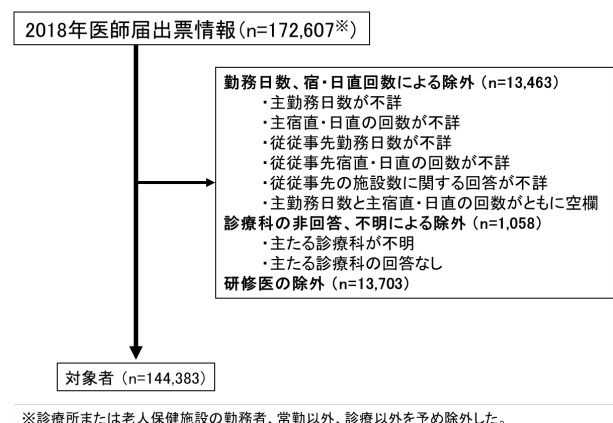 2018年医師届出票情報(n=172,607※)
勤務日数、宿・日直回数による除外 (n=13,463)
・主勤務日数が不詳
・主宿直・日直の回数が不詳
・従従事先勤務日数が不詳
・従従事先宿直・日直の回数が不詳
・従従事先の施設数に関する回答が不詳
・主勤務日数と主宿直・日直の回数がともに空欄
診療科の非回答、不明による除外 (n=1,058)
・主たる診療科が不明
・主たる診療科の回答なし
研修医の除外 (n=13,703)
対象者 (n=144,383)
※診療所または老人保健施設の勤務者、常勤以外、診療以外を予め除外した。